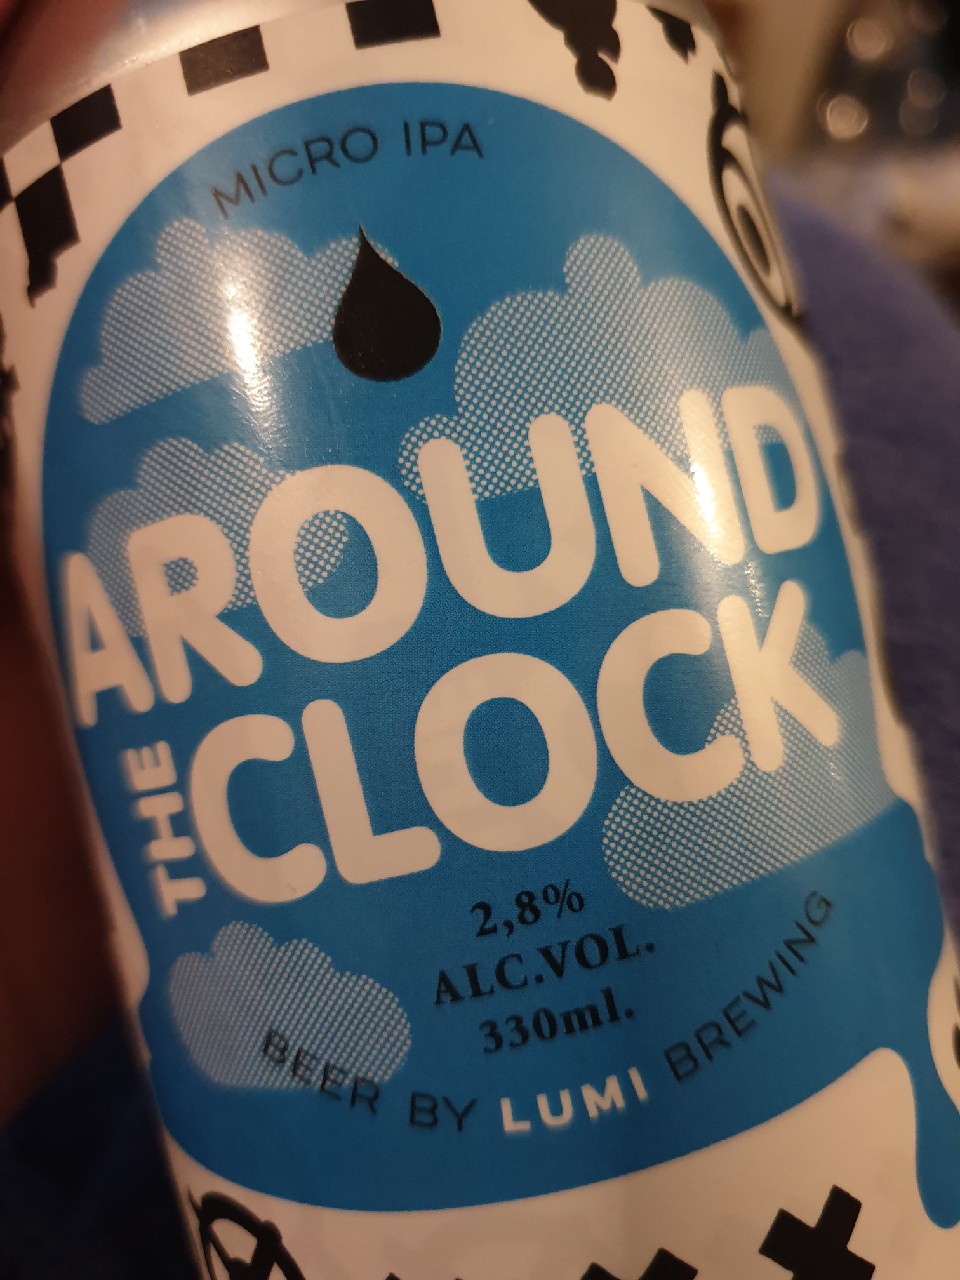 MICRO IPA
AROUND
THE CLOCK
2,8%
ALC.VOL.
330ml.
BEER BY LUMI BREWING